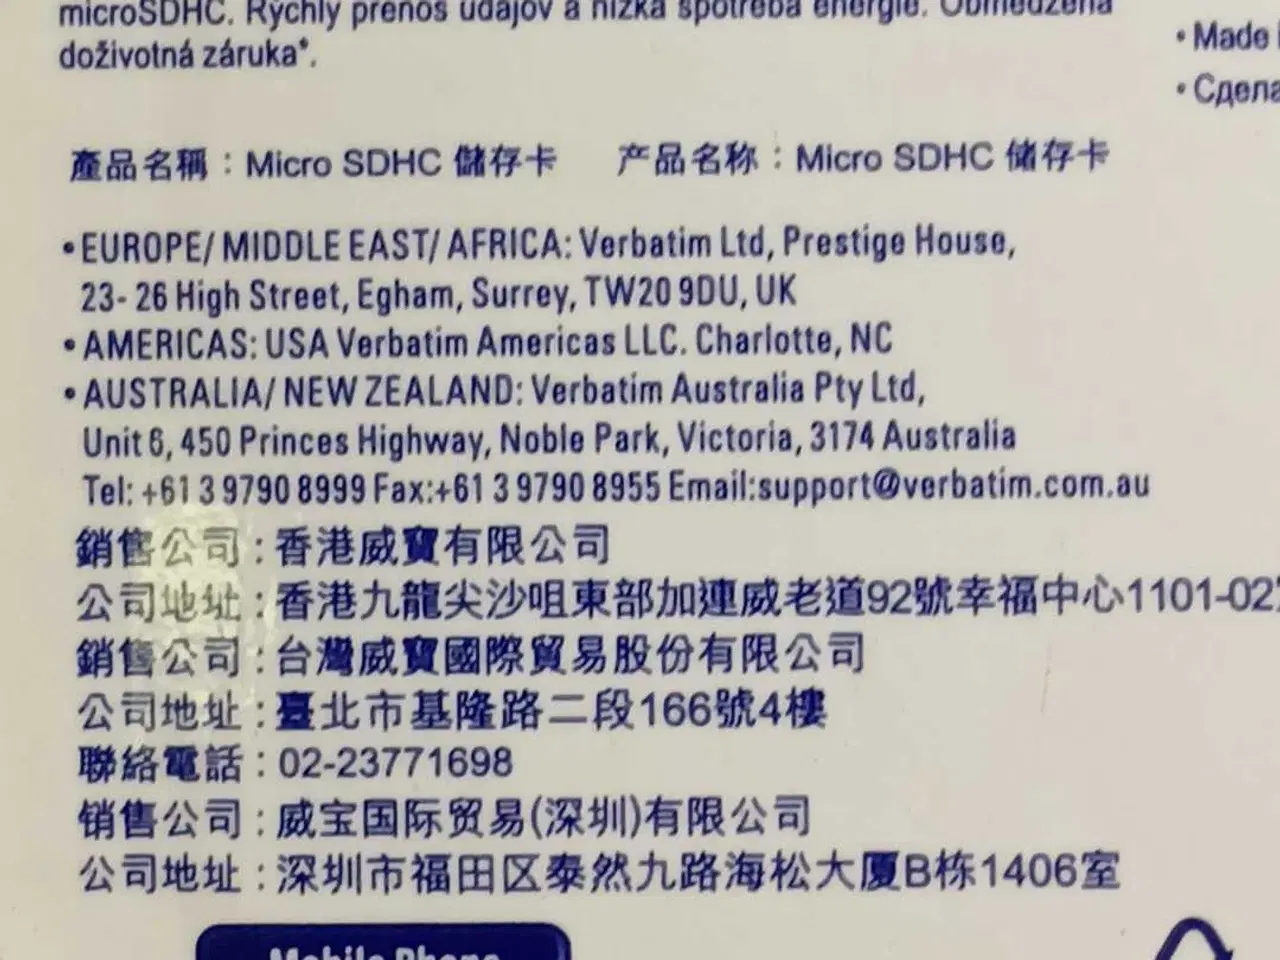 microSDHC. Rýchly prenos údajov a nízka spotreba energie. Obmedzená
doživotná záruka*.
• Made
• Сдела
產品名稱：Micro SDHC 儲存卡 产品名称：Micro SDHC 储存卡
• EUROPE/ MIDDLE EAST/ AFRICA: Verbatim Ltd, Prestige House,
23- 26 High Street, Egham, Surrey, TW20 9DU, UK
• AMERICAS: USA Verbatim Americas LLC. Charlotte, NC
• AUSTRALIA/ NEW ZEALAND: Verbatim Australia Pty Ltd,
Unit 6, 450 Princes Highway, Noble Park, Victoria, 3174 Australia
Tel: +61 3 9790 8999 Fax:+61 3 9790 8955 Email:support@verbatim.com.au
銷售公司：香港威寶有限公司
公司地址：香港九龍尖沙咀東部加連威老道92號幸福中心1101-02
銷售公司：台灣威寶國際貿易股份有限公司
公司地址：臺北市基隆路二段166號4樓
聯絡電話：02-23771698
销售公司：威宝国际贸易(深圳)有限公司
公司地址：深圳市福田区泰然九路海松大厦B栋1406室
Mobile Phone